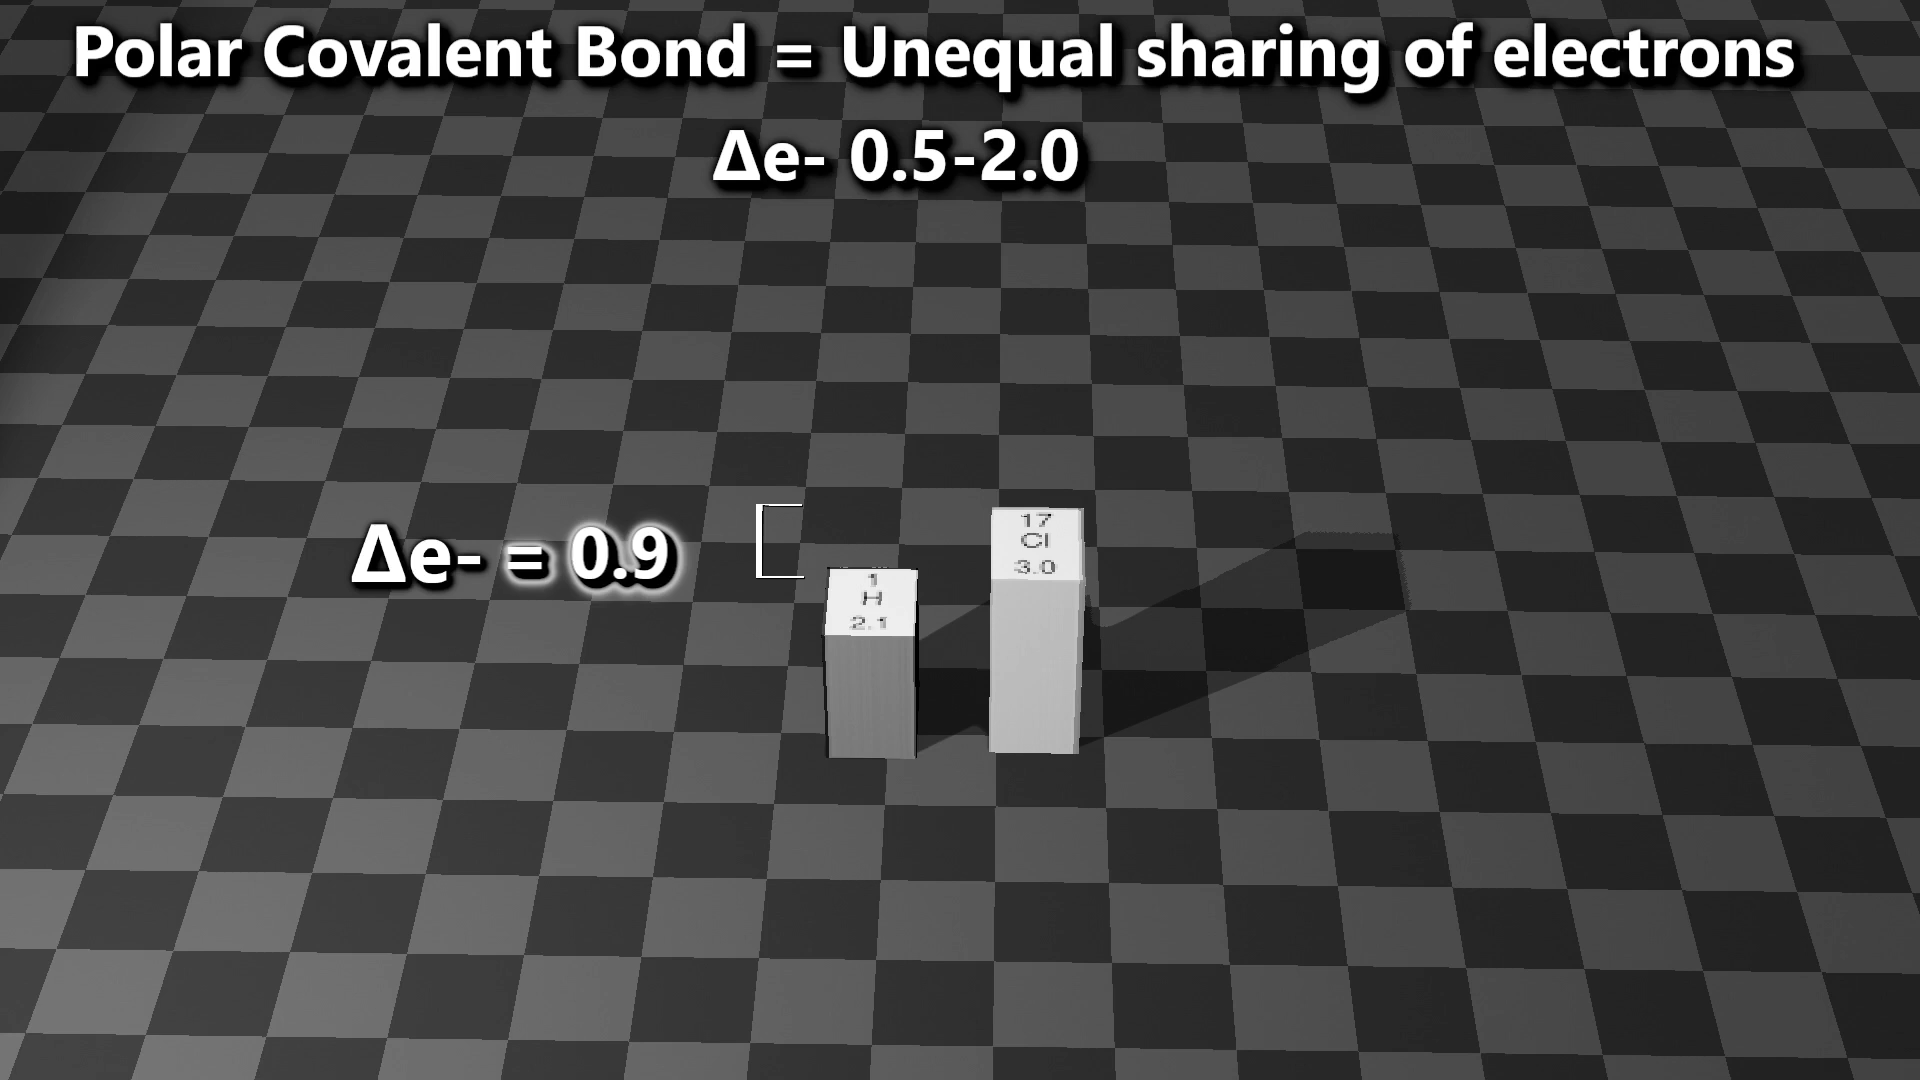 Polar Covalent Bond = Unequal sharing of electrons
Δe- 0.5-2.0
Δe- = 0.9
17
Cl
3.0
1
H
2.1